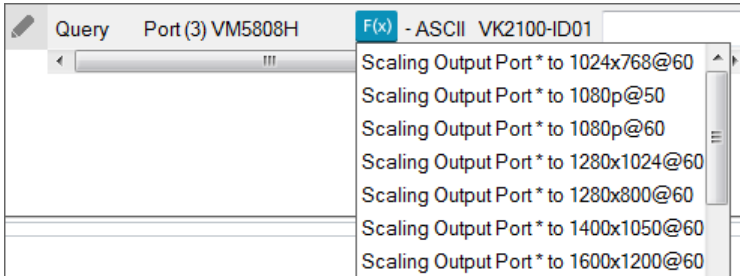 Query Port (3) VM5808H F(x) - ASCII VK2100-ID01
Scaling Output Port * to 1024x768@60
Scaling Output Port * to 1080p@50
Scaling Output Port * to 1080p@60
Scaling Output Port * to 1280x1024@60
Scaling Output Port * to 1280x800@60
Scaling Output Port * to 1400x1050@60
Scaling Output Port * to 1600x1200@60